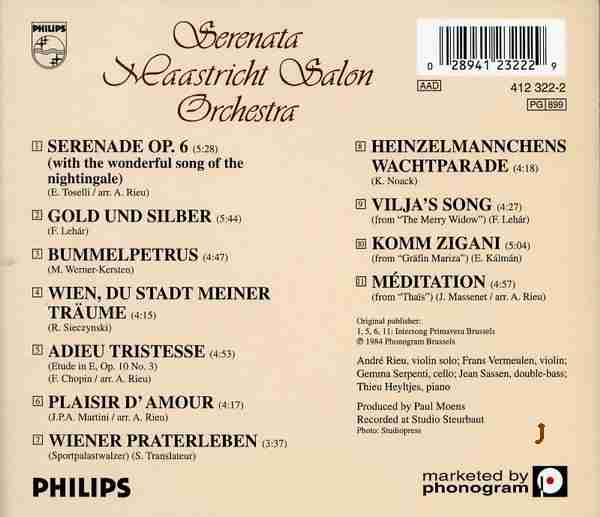 PHILIPS
Serenata
Maastricht Salon
Orchestra
0 28941 23222 9
AAD
412 322-2
PG 899
1 SERENADE OP. 6 (5:28)
(with the wonderful song of the
nightingale)
(E. Toselli / arr. A. Rieu)
2 GOLD UND SILBER (5:44)
(F. Lehár)
3 BUMMELPETRUS (4:47)
(M. Werner-Kersten)
4 WIEN, DU STADT MEINER
TRÄUME (4:15)
(R. Sieczynski)
5 ADIEU TRISTESSE (4:53)
(Etude in E, Op. 10 No. 3)
(F. Chopin / arr. A. Rieu)
6 PLAISIR D'AMOUR (4:17)
(J.P.A. Martini / arr. A. Rieu)
7 WIENER PRATERLEBEN (3:37)
(Sportpalastwalzer) (S. Translateur)
8 HEINZELMANNCHENS
WACHTPARADE (4:18)
(K. Noack)
9 VILJA'S SONG (4:27)
(from "The Merry Widow") (F. Lehár)
10 KOMM ZIGANI (5:04)
(from "Gräfin Mariza") (E. Kálmán)
11 MÉDITATION (4:57)
(from "Thaïs") (J. Massenet / arr. A. Rieu)
Original publisher:
1, 5, 6, 11: Intersong Primavera Brussels
℗ 1984 Phonogram Brussels
André Rieu, violin solo; Frans Vermeulen, violin;
Gemma Serpenti, cello; Jean Sassen, double-bass;
Thieu Heyltjes, piano
Produced by Paul Moens
Recorded at Studio Steurbaut
Photo: Studiopress
J
PHILIPS
marketed by
phonogram